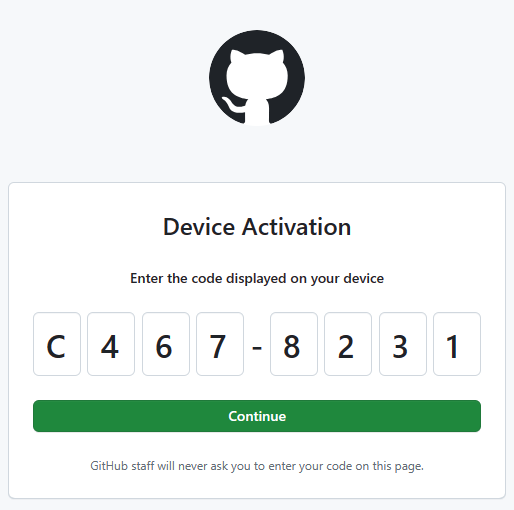 Device Activation
Enter the code displayed on your device
C 4 6 7 - 8 2 3 1
Continue
GitHub staff will never ask you to enter your code on this page.